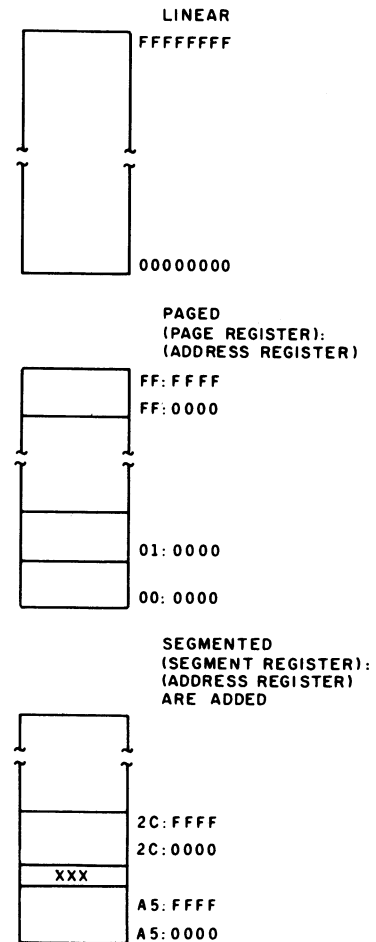 LINEAR
FFFFFFFF
00000000
PAGED
(PAGE REGISTER):
(ADDRESS REGISTER)
FF:FFFF
FF:0000
01:0000
00:0000
SEGMENTED
(SEGMENT REGISTER):
(ADDRESS REGISTER)
ARE ADDED
2C:FFFF
2C:0000
XXX
A5:FFFF
A5:0000